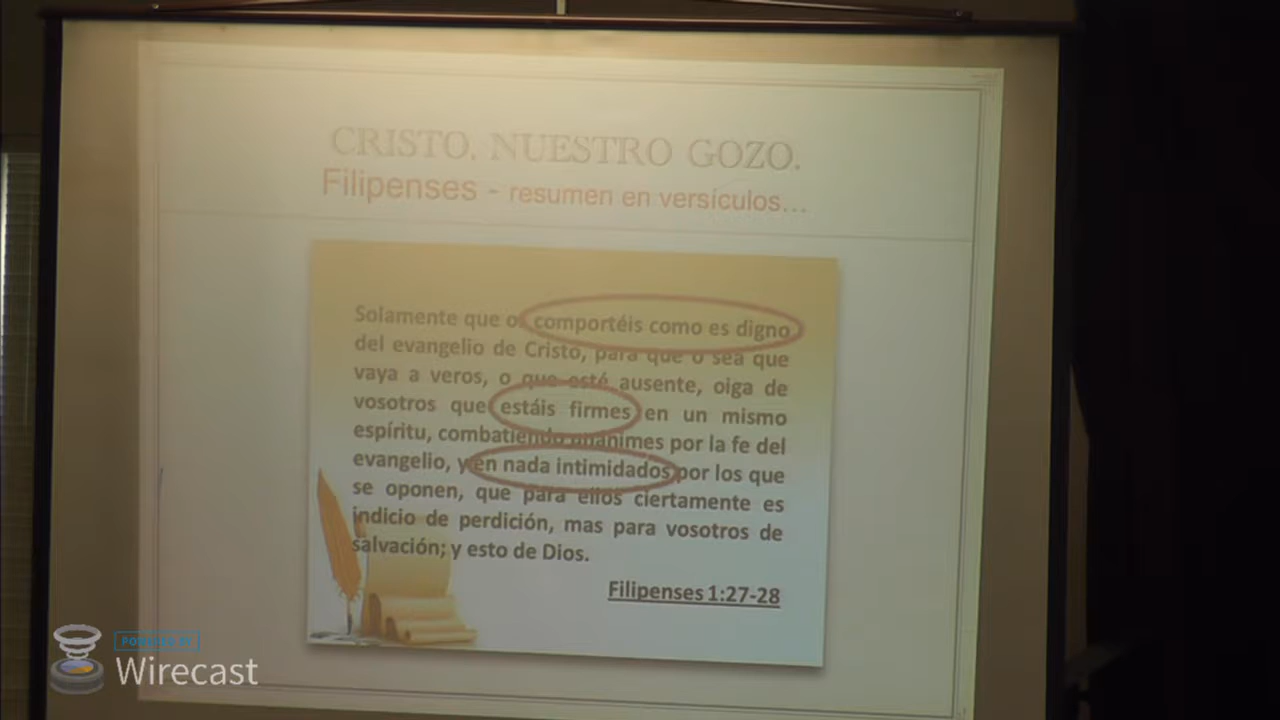 CRISTO, NUESTRO GOZO.
Filipenses - resumen en versículos...
Solamente que os comportéis como es digno
del evangelio de Cristo, para que o sea que
vaya a veros, o que esté ausente, oiga de
vosotros que estáis firmes en un mismo
espíritu, combatiendo unánimes por la fe del
evangelio, y en nada intimidados por los que
se oponen, que para ellos ciertamente es
indicio de perdición, mas para vosotros de
salvación; y esto de Dios.
Filipenses 1:27-28
POWERED BY
Wirecast